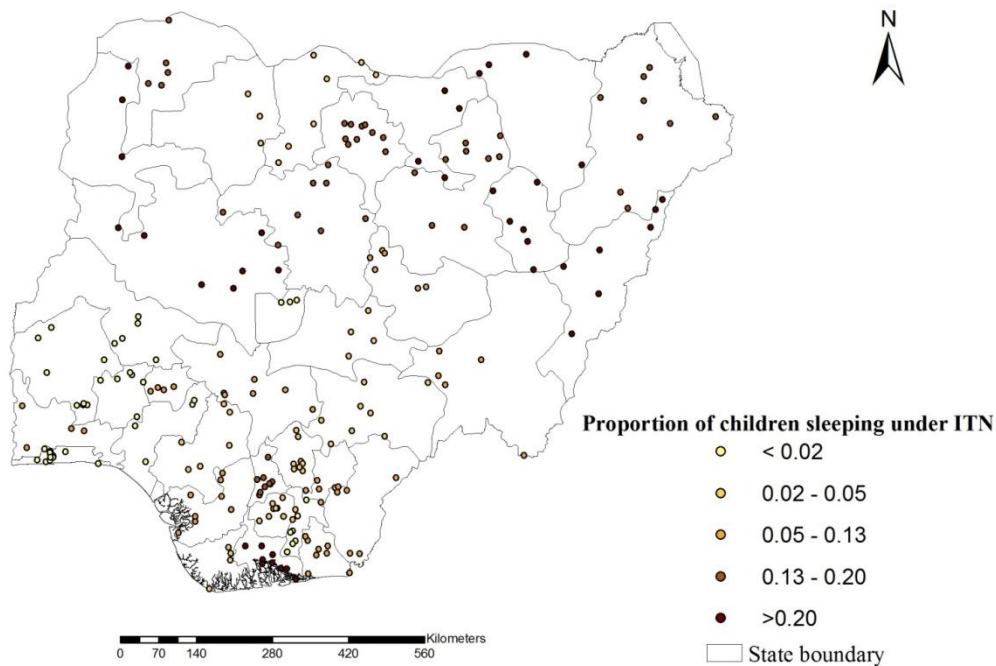 N
Proportion of children sleeping under ITN
< 0.02
0.02 - 0.05
0.05 - 0.13
0.13 - 0.20
>0.20
State boundary
Kilometers
0 70 140 280 420 560